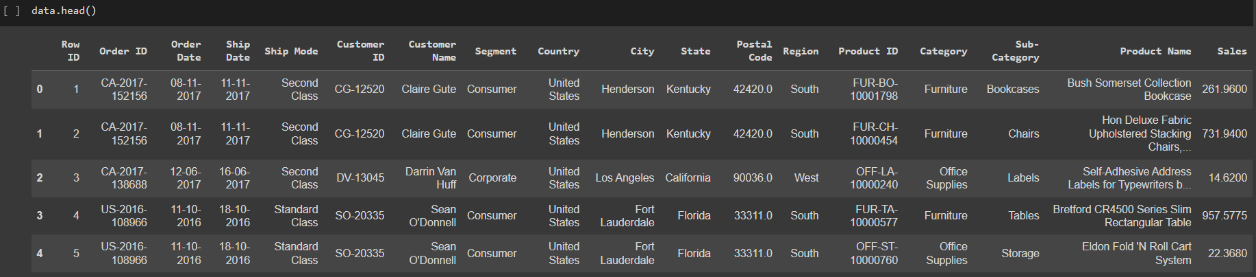 [ ] data.head()
Row ID Order ID Order Date Ship Date Ship Mode Customer ID Customer Name Segment Country City State Postal Code Region Product ID Category Sub-Category Product Name Sales
0 1 CA-2017-152156 08-11-2017 11-11-2017 Second Class CG-12520 Claire Gute Consumer United States Henderson Kentucky 42420.0 South FUR-BO-10001798 Furniture Bookcases Bush Somerset Collection Bookcase 261.9600
1 2 CA-2017-152156 08-11-2017 11-11-2017 Second Class CG-12520 Claire Gute Consumer United States Henderson Kentucky 42420.0 South FUR-CH-10000454 Furniture Chairs Hon Deluxe Fabric Upholstered Stacking Chairs,... 731.9400
2 3 CA-2017-138688 12-06-2017 16-06-2017 Second Class DV-13045 Darrin Van Huff Corporate United States Los Angeles California 90036.0 West OFF-LA-10000240 Office Supplies Labels Self-Adhesive Address Labels for Typewriters b... 14.6200
3 4 US-2016-108966 11-10-2016 18-10-2016 Standard Class SO-20335 Sean O'Donnell Consumer United States Fort Lauderdale Florida 33311.0 South FUR-TA-10000577 Furniture Tables Bretford CR4500 Series Slim Rectangular Table 957.5775
4 5 US-2016-108966 11-10-2016 18-10-2016 Standard Class SO-20335 Sean O'Donnell Consumer United States Fort Lauderdale Florida 33311.0 South OFF-ST-10000760 Office Supplies Storage Eldon Fold 'N Roll Cart System 22.3680